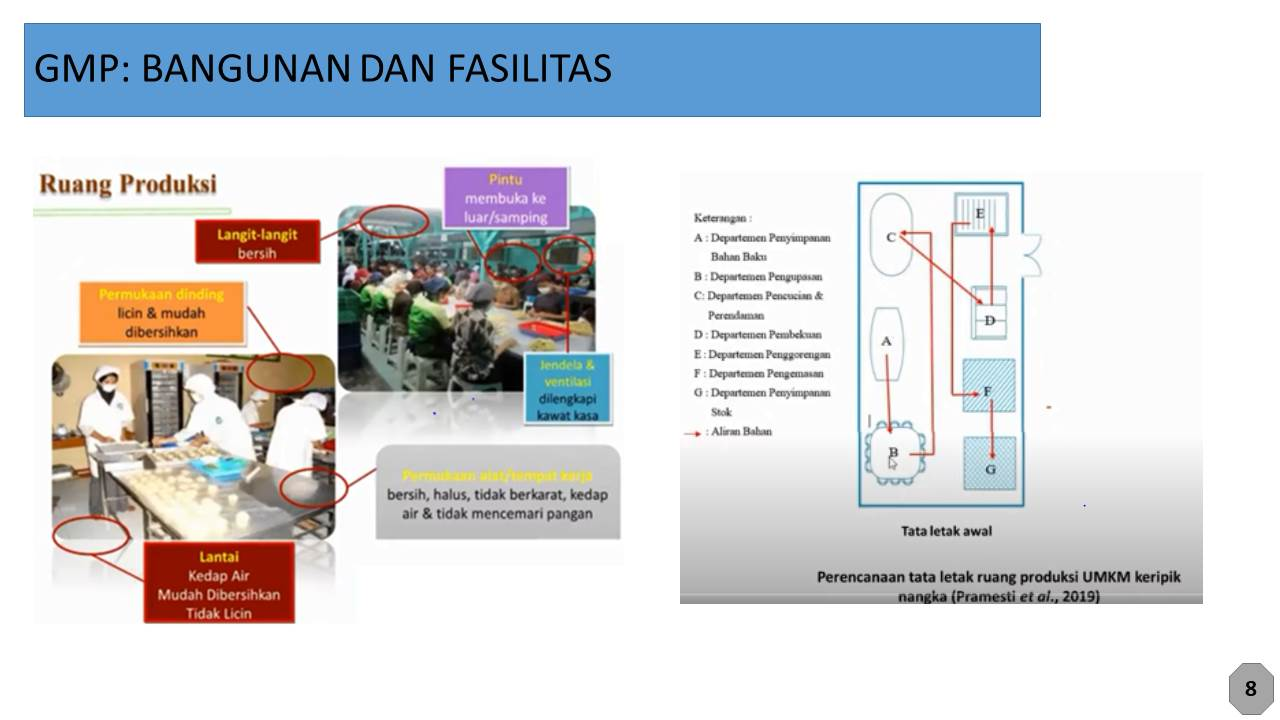 GMP: BANGUNAN DAN FASILITAS
Ruang Produksi
Pintu
membuka ke
luar/samping
Langit-langit
bersih
Permukaan dinding
licin & mudah
dibersihkan
Jendela &
ventilasi
dilengkapi
kawat kasa
Permukaan alat/tempat kerja
bersih, halus, tidak berkarat, kedap
air & tidak mencemari pangan
Lantai
Kedap Air
Mudah Dibersihkan
Tidak Licin
Keterangan :
A : Departemen Penyimpanan
Bahan Baku
B : Departemen Pengupasan
C: Departemen Pencucian &
Perendaman
D : Departemen Pembekuan
E : Departemen Penggorengan
F : Departemen Pengemasan
G : Departemen Penyimpanan
Stok
: Aliran Bahan
E
C
D
A
F
B
G
Tata letak awal
Perencanaan tata letak ruang produksi UMKM keripik
nangka (Pramesti et al., 2019)
8